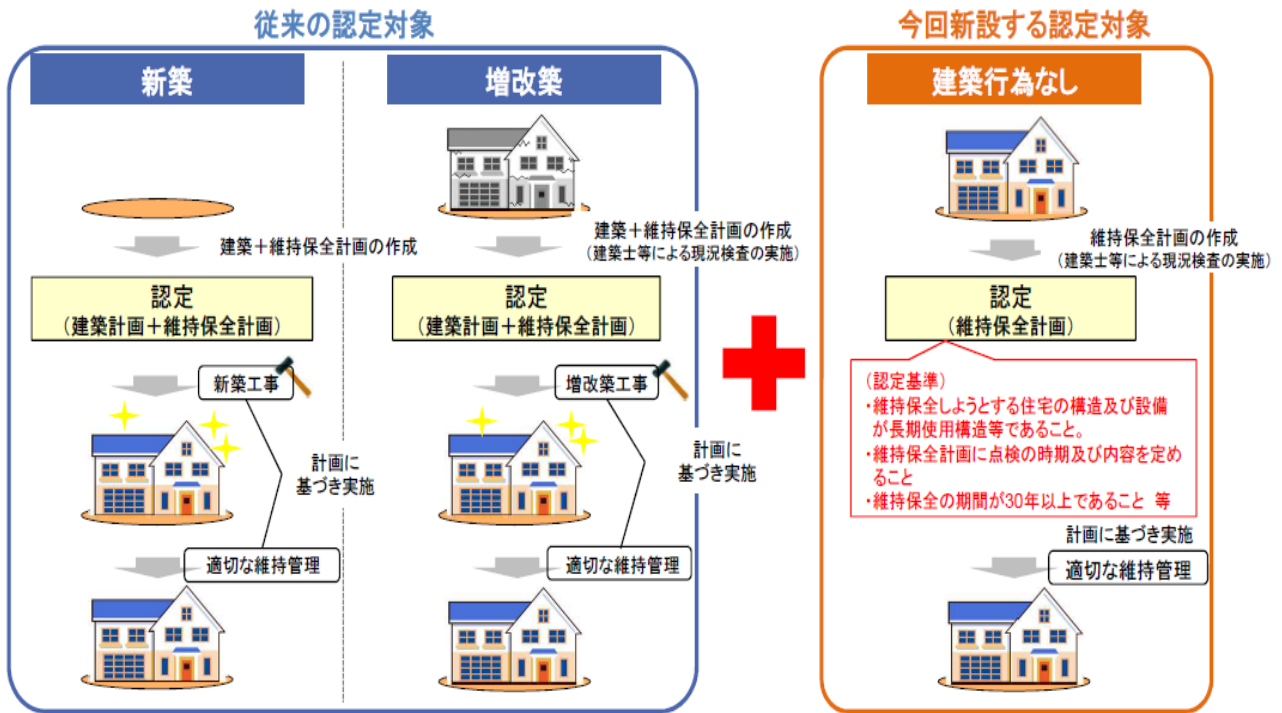 従来の認定対象
新築
建築+維持保全計画の作成
認定
(建築計画+維持保全計画)
新築工事
計画に
基づき実施
適切な維持管理
増改築
建築+維持保全計画の作成
(建築士等による現況検査の実施)
認定
(建築計画+維持保全計画)
増改築工事
計画に
基づき実施
適切な維持管理
今回新設する認定対象
建築行為なし
維持保全計画の作成
(建築士等による現況検査の実施)
認定
(維持保全計画)
(認定基準)
・維持保全しようとする住宅の構造及び設備
が長期使用構造等であること。
・維持保全計画に点検の時期及び内容を定め
ること
・維持保全の期間が30年以上であること 等
計画に基づき実施
適切な維持管理